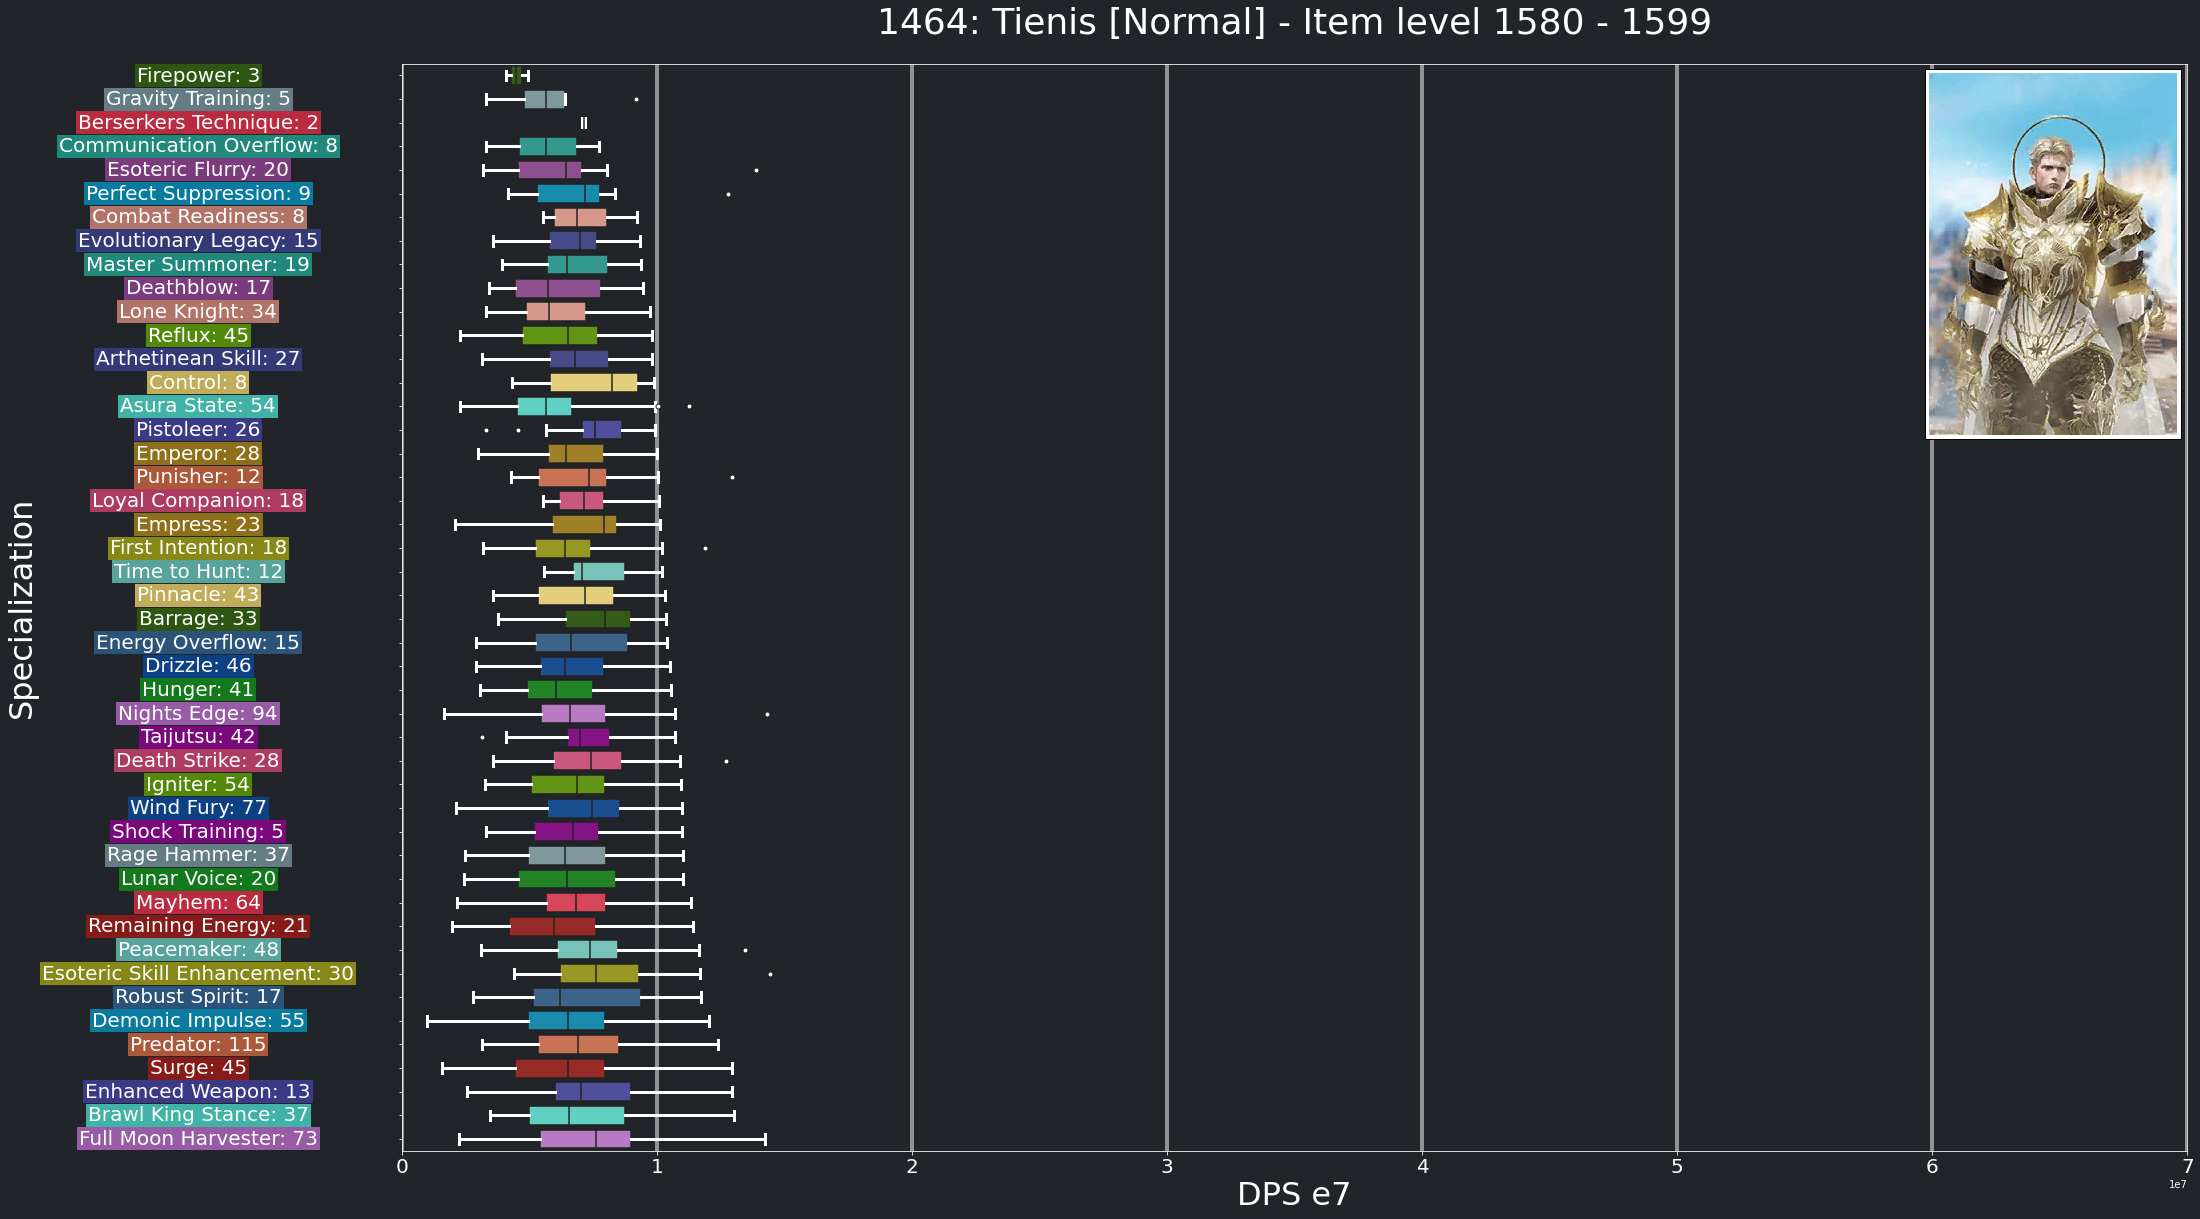 1464: Tienis [Normal] - Item level 1580 - 1599
Specialization
Firepower: 3
Gravity Training: 5
Berserkers Technique: 2
Communication Overflow: 8
Esoteric Flurry: 20
Perfect Suppression: 9
Combat Readiness: 8
Evolutionary Legacy: 15
Master Summoner: 19
Deathblow: 17
Lone Knight: 34
Reflux: 45
Arthetinean Skill: 27
Control: 8
Asura State: 54
Pistoleer: 26
Emperor: 28
Punisher: 12
Loyal Companion: 18
Empress: 23
First Intention: 18
Time to Hunt: 12
Pinnacle: 43
Barrage: 33
Energy Overflow: 15
Drizzle: 46
Hunger: 41
Nights Edge: 94
Taijutsu: 42
Death Strike: 28
Igniter: 54
Wind Fury: 77
Shock Training: 5
Rage Hammer: 37
Lunar Voice: 20
Mayhem: 64
Remaining Energy: 21
Peacemaker: 48
Esoteric Skill Enhancement: 30
Robust Spirit: 17
Demonic Impulse: 55
Predator: 115
Surge: 45
Enhanced Weapon: 13
Brawl King Stance: 37
Full Moon Harvester: 73
0 1 2 3 4 5 6 7
1e7
DPS e7